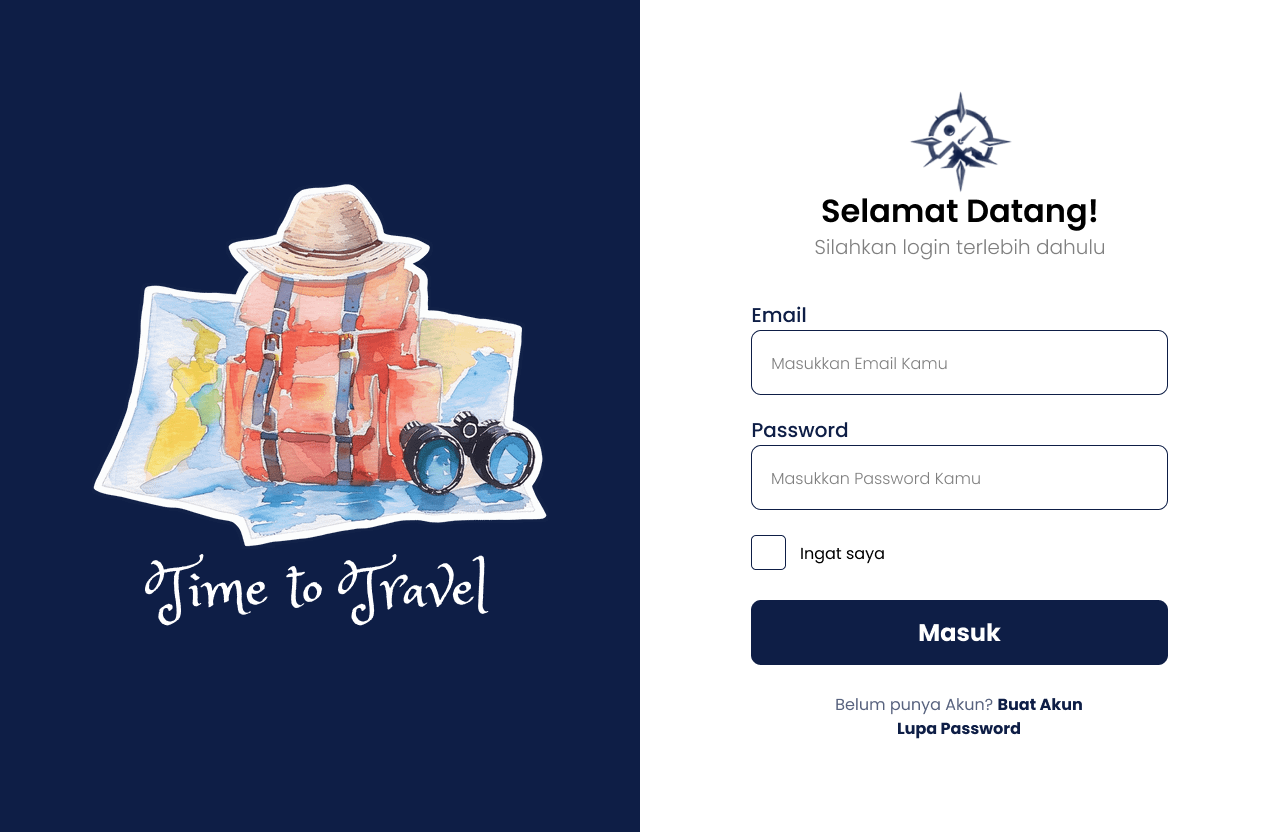 Time to Travel
Selamat Datang!
Silahkan login terlebih dahulu
Email
Masukkan Email Kamu
Password
Masukkan Password Kamu
Ingat saya
Masuk
Belum punya Akun? Buat Akun
Lupa Password